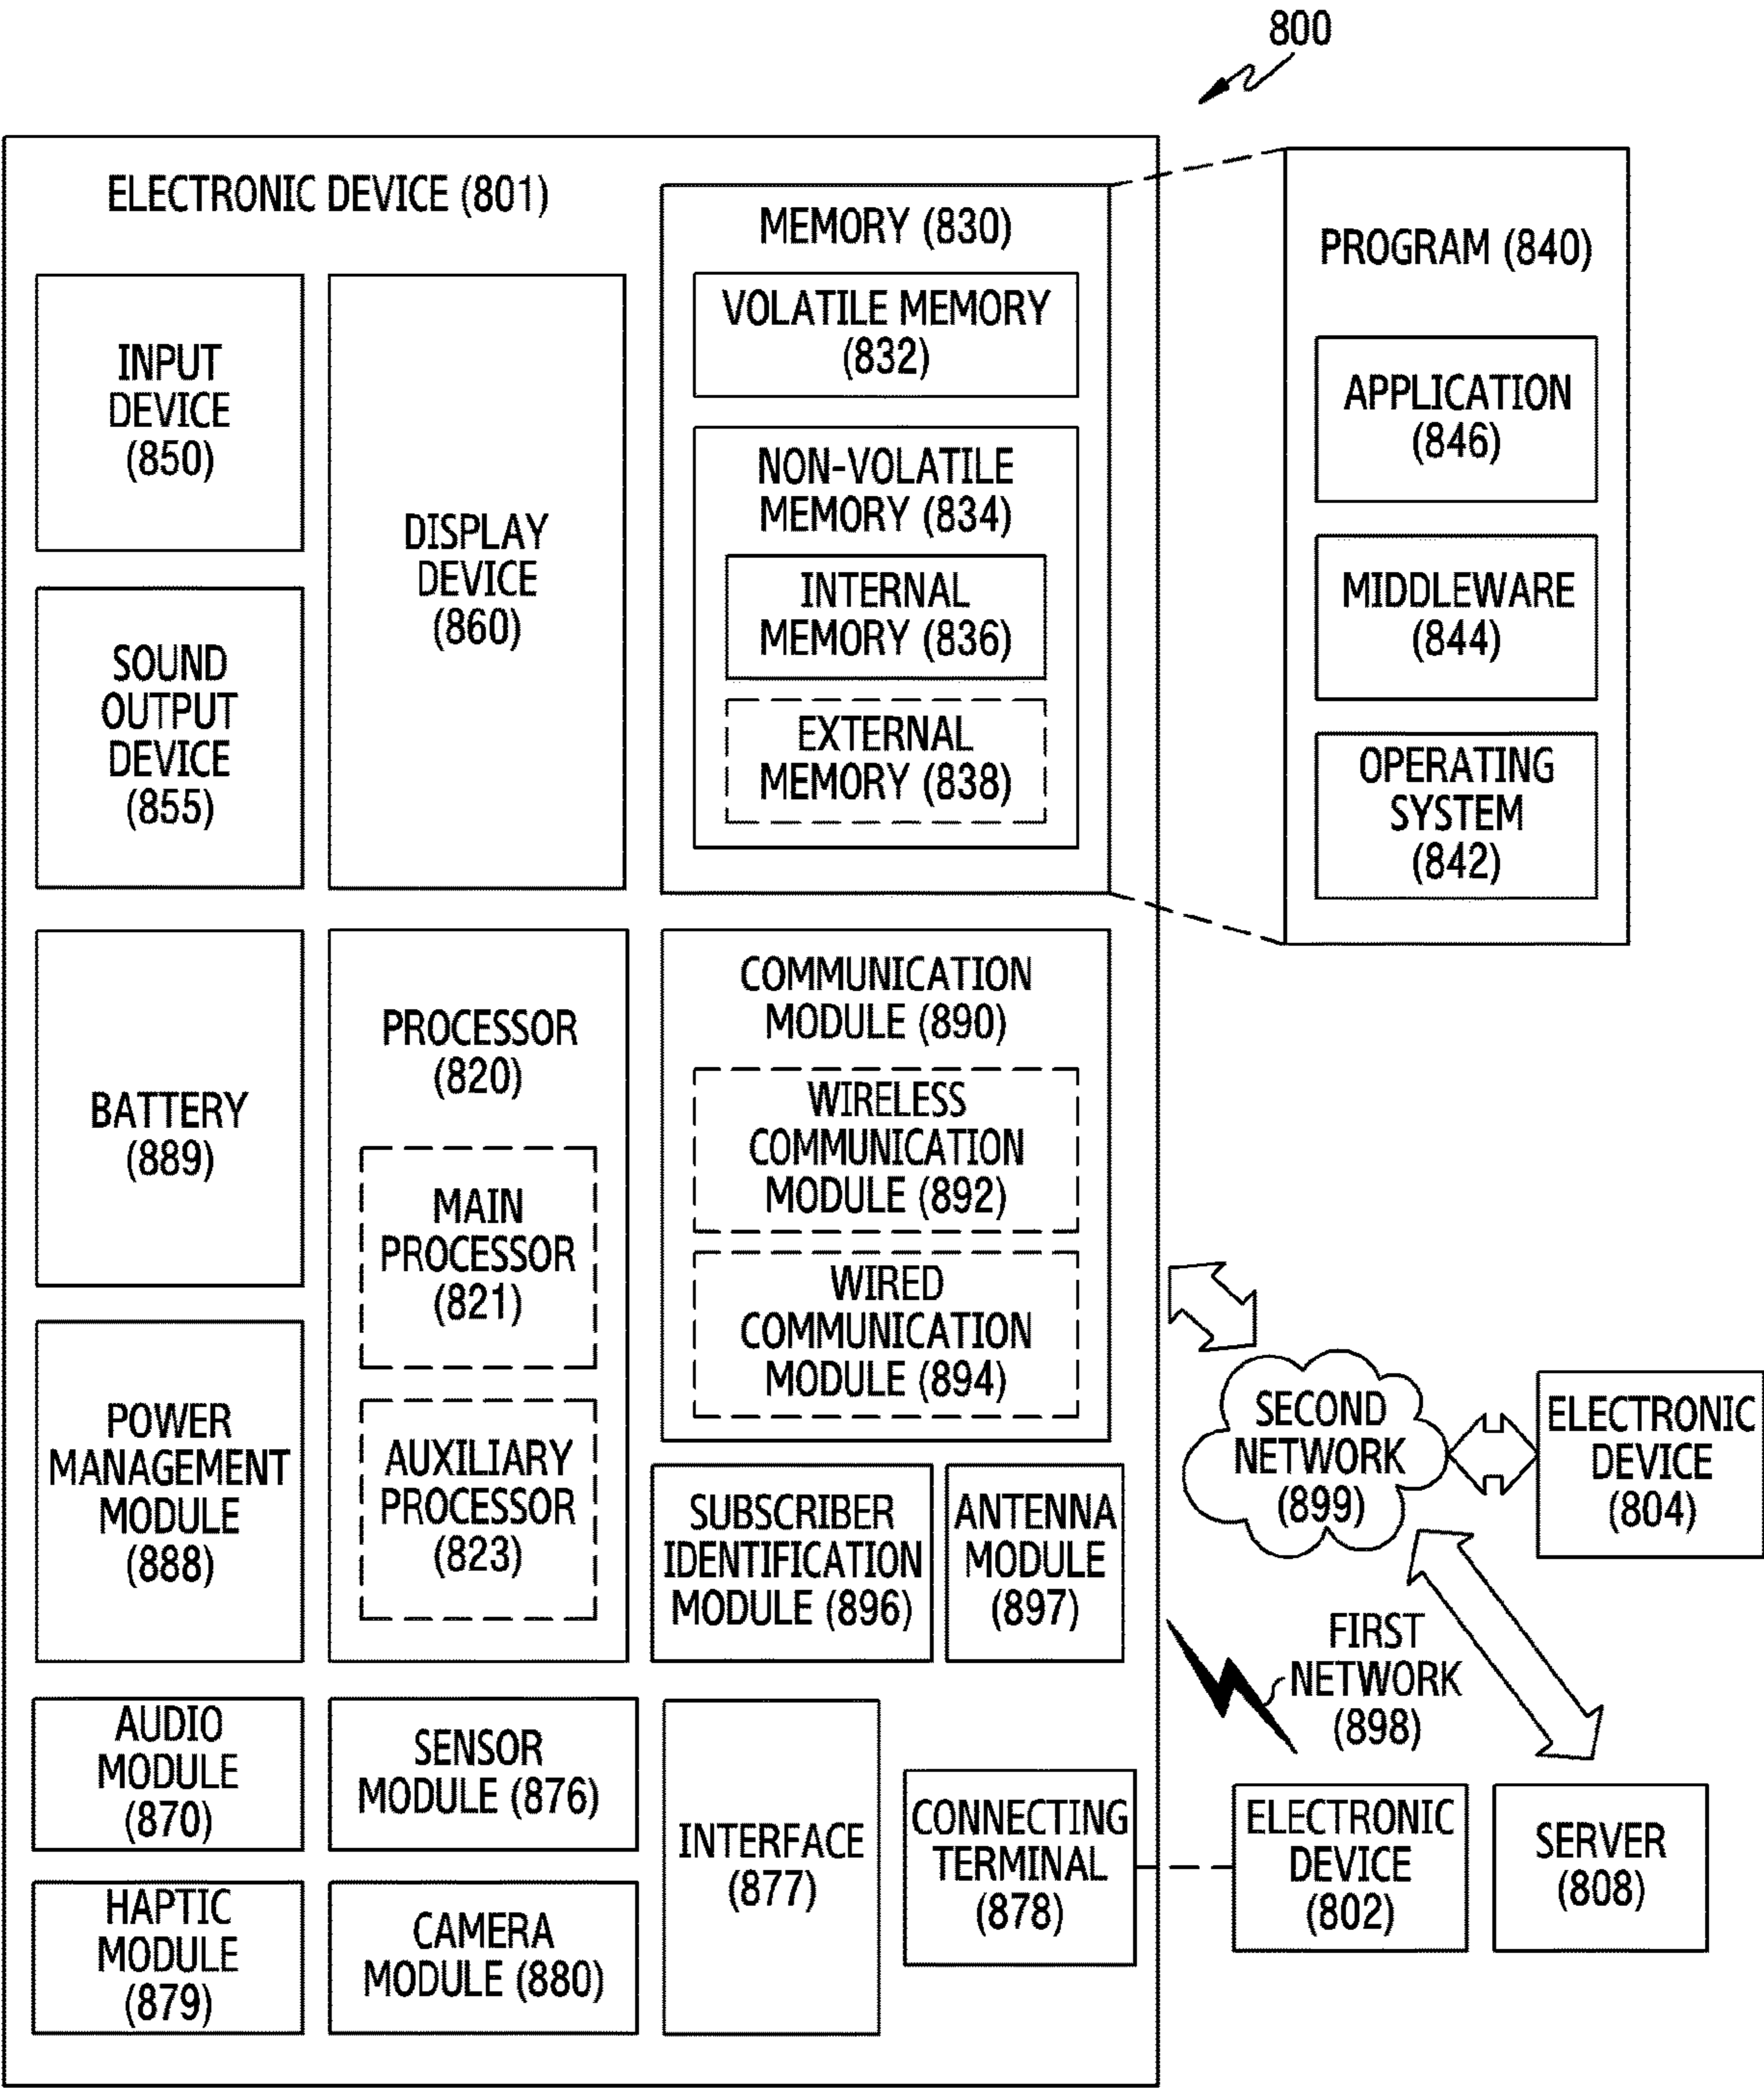 800
ELECTRONIC DEVICE (801)
INPUT
DEVICE
(850)
SOUND
OUTPUT
DEVICE
(855)
DISPLAY
DEVICE
(860)
MEMORY (830)
VOLATILE MEMORY
(832)
NON-VOLATILE
MEMORY (834)
INTERNAL
MEMORY (836)
EXTERNAL
MEMORY (838)
PROGRAM (840)
APPLICATION
(846)
MIDDLEWARE
(844)
OPERATING
SYSTEM
(842)
BATTERY
(889)
POWER
MANAGEMENT
MODULE
(888)
PROCESSOR
(820)
MAIN
PROCESSOR
(821)
AUXILIARY
PROCESSOR
(823)
COMMUNICATION
MODULE (890)
WIRELESS
COMMUNICATION
MODULE (892)
WIRED
COMMUNICATION
MODULE (894)
SUBSCRIBER
IDENTIFICATION
MODULE (896)
ANTENNA
MODULE
(897)
SECOND
NETWORK
(899)
ELECTRONIC
DEVICE
(804)
FIRST
NETWORK
(898)
AUDIO
MODULE
(870)
SENSOR
MODULE (876)
HAPTIC
MODULE
(879)
CAMERA
MODULE (880)
INTERFACE
(877)
CONNECTING
TERMINAL
(878)
ELECTRONIC
DEVICE
(802)
SERVER
(808)